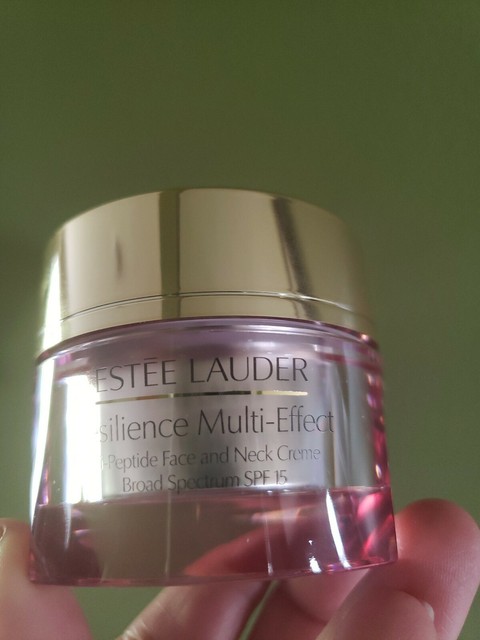 ESTĒE LAUDER
silience Multi-Effect
-Peptide Face and Neck Creme
Broad Spectrum SPF 15